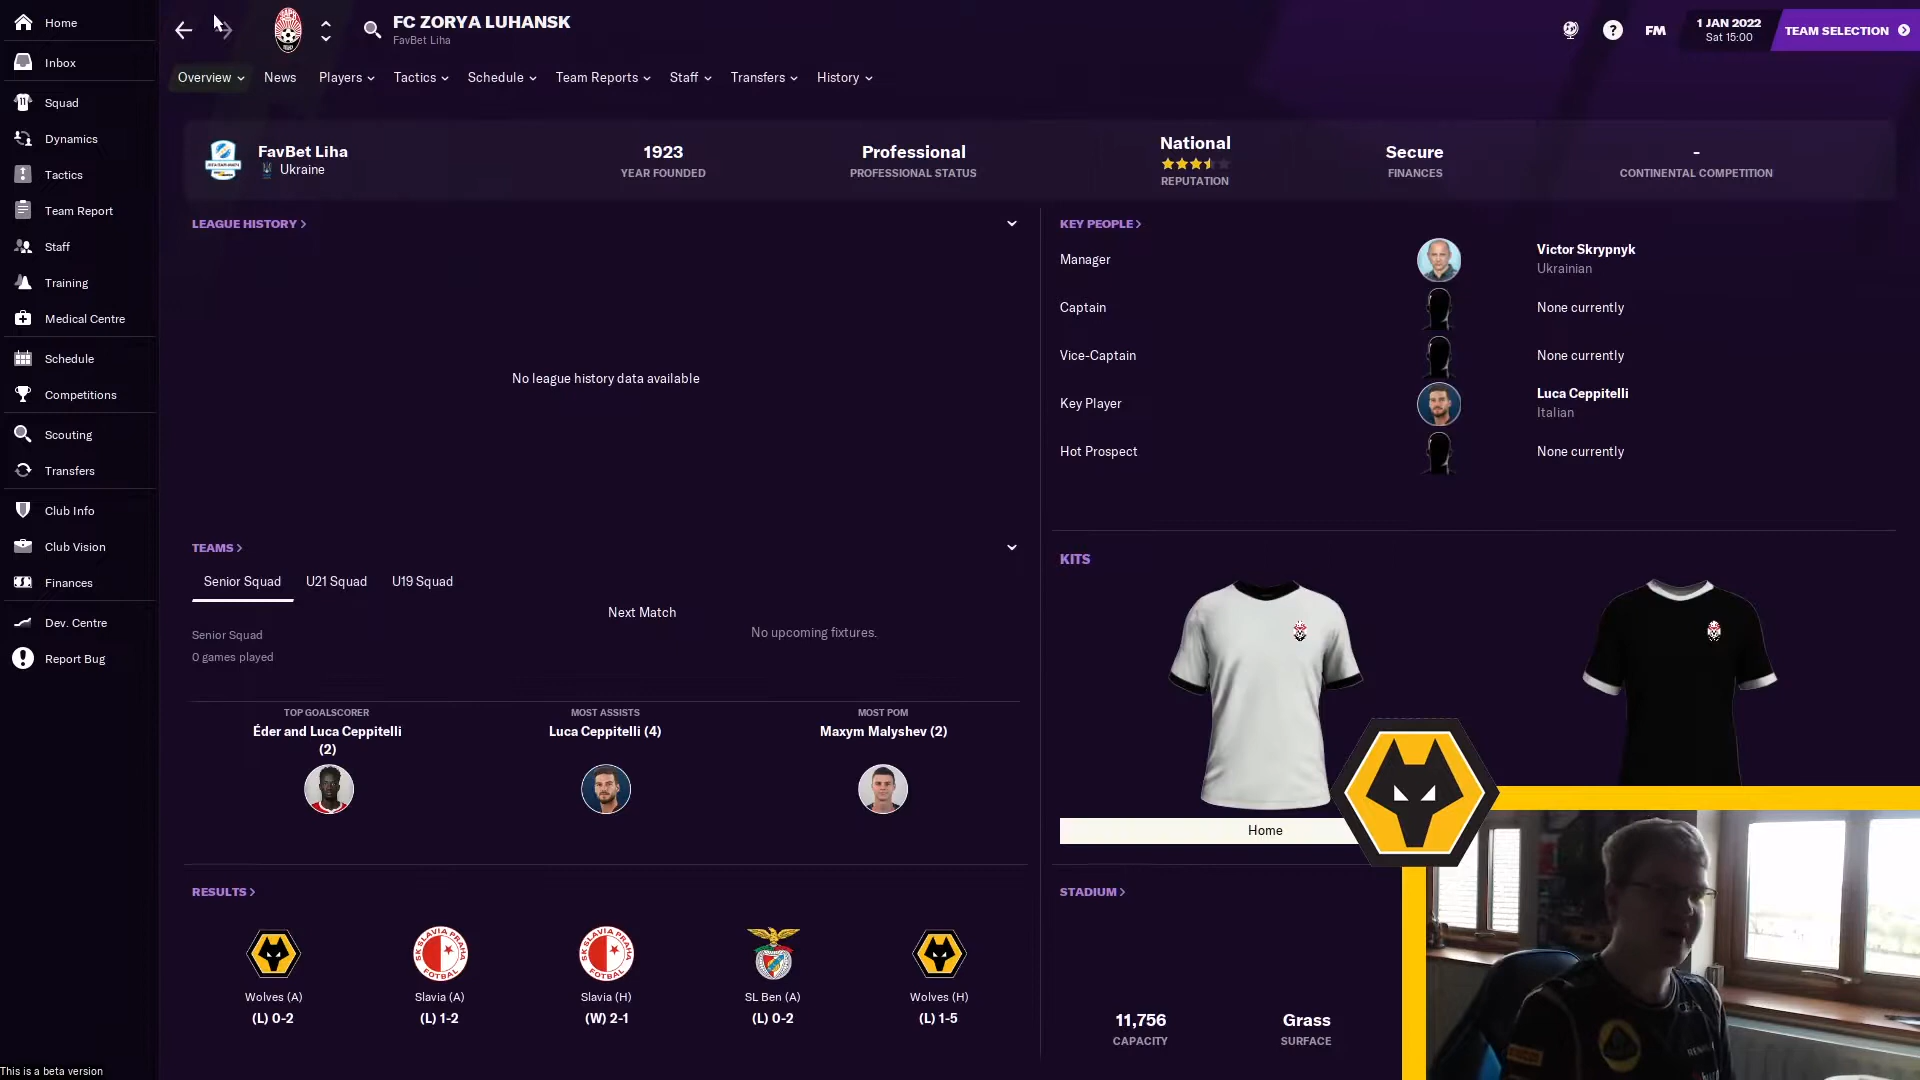 Home
Inbox
Squad
Dynamics
Tactics
Team Report
Staff
Training
Medical Centre
Schedule
Competitions
Scouting
Transfers
Club Info
Club Vision
Finances
Dev. Centre
Report Bug
This is a beta version
FC ZORYA LUHANSK
FavBet Liha
? FM
1 JAN 2022
Sat 15:00
TEAM SELECTION
Overview News Players Tactics Schedule Team Reports Staff Transfers History
FavBet Liha
Ukraine
1923
YEAR FOUNDED
Professional
PROFESSIONAL STATUS
National
REPUTATION
Secure
FINANCES
-
CONTINENTAL COMPETITION
LEAGUE HISTORY >
No league history data available
KEY PEOPLE >
Manager
Victor Skrypnyk
Ukrainian
Captain
None currently
Vice-Captain
None currently
Key Player
Luca Ceppitelli
Italian
Hot Prospect
None currently
TEAMS >
Senior Squad U21 Squad U19 Squad
Next Match
No upcoming fixtures.
Senior Squad
0 games played
TOP GOALSCORER
Éder and Luca Ceppitelli
(2)
MOST ASSISTS
Luca Ceppitelli (4)
MOST POM
Maxym Malyshev (2)
KITS
Home
RESULTS >
Wolves (A)
(L) 0-2
Slavia (A)
(L) 1-2
Slavia (H)
(W) 2-1
SL Ben (A)
(L) 0-2
Wolves (H)
(L) 1-5
STADIUM >
11,756
CAPACITY
Grass
SURFACE